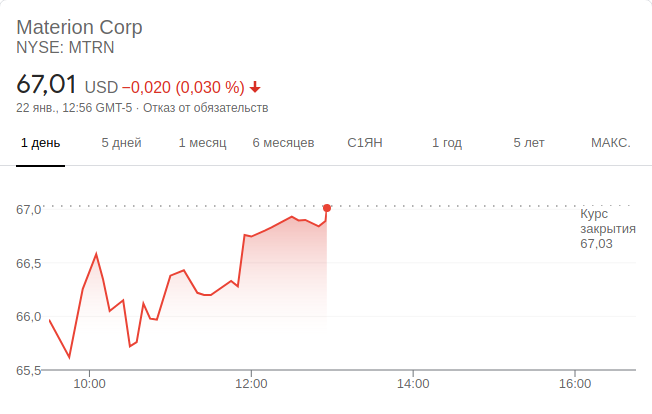 Materion Corp
NYSE: MTRN
67,01 USD −0,020 (0,030 %)
22 янв., 12:56 GMT-5 · Отказ от обязательств
1 день 5 дней 1 месяц 6 месяцев С1ЯН 1 год 5 лет МАКС.
67,0
66,5
66,0
65,5
Курс
закрытия
67,03
10:00 12:00 14:00 16:00